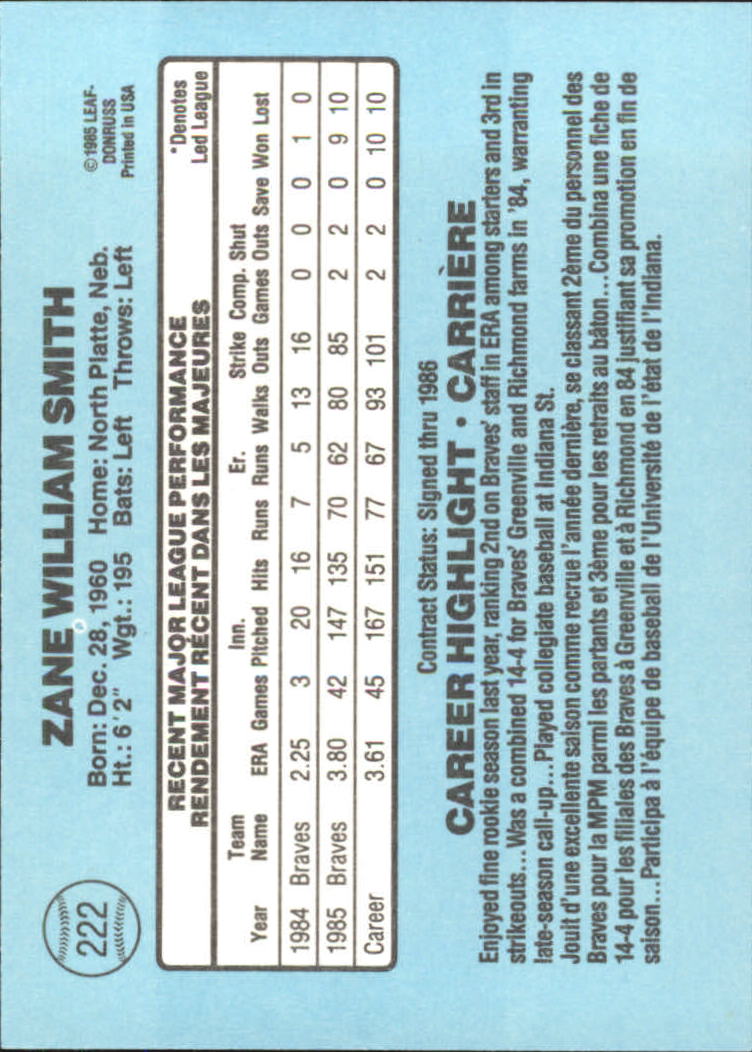 222
ZANE WILLIAM SMITH
Born: Dec. 28, 1960 Home: North Platte, Neb.
Ht.: 6'2" Wgt.: 195 Bats: Left Throws: Left
©1985 LEAF-
DONRUSS
Printed in USA
RECENT MAJOR LEAGUE PERFORMANCE
RENDEMENT RÉCENT DANS LES MAJEURES
*Denotes
Led League
Team Inn. Er. Strike Comp. Shut
Year Name ERA Games Pitched Hits Runs Runs Walks Outs Games Outs Save Won Lost
1984 Braves 2.25 3 20 16 7 5 13 16 0 0 0 1 0
1985 Braves 3.80 42 147 135 70 62 80 85 2 2 0 9 10
Career 3.61 45 167 151 77 67 93 101 2 2 0 10 10
Contract Status: Signed thru 1986
CAREER HIGHLIGHT • CARRIÈRE
Enjoyed fine rookie season last year, ranking 2nd on Braves' staff in ERA among starters and 3rd in
strikeouts...Was a combined 14-4 for Braves' Greenville and Richmond farms in '84, warranting
late-season call-up...Played collegiate baseball at Indiana St.
Jouit d'une excellente saison comme recrue l'année dernière, se classant 2ème du personnel des
Braves pour la MPM parmi les partants et 3ème pour les retraits au bâton...Combina une fiche de
14-4 pour les filiales des Braves à Greenville et à Richmond en 84 justifiant sa promotion en fin de
saison...Participa à l'équipe de baseball de l'Université de l'état de l'Indiana.